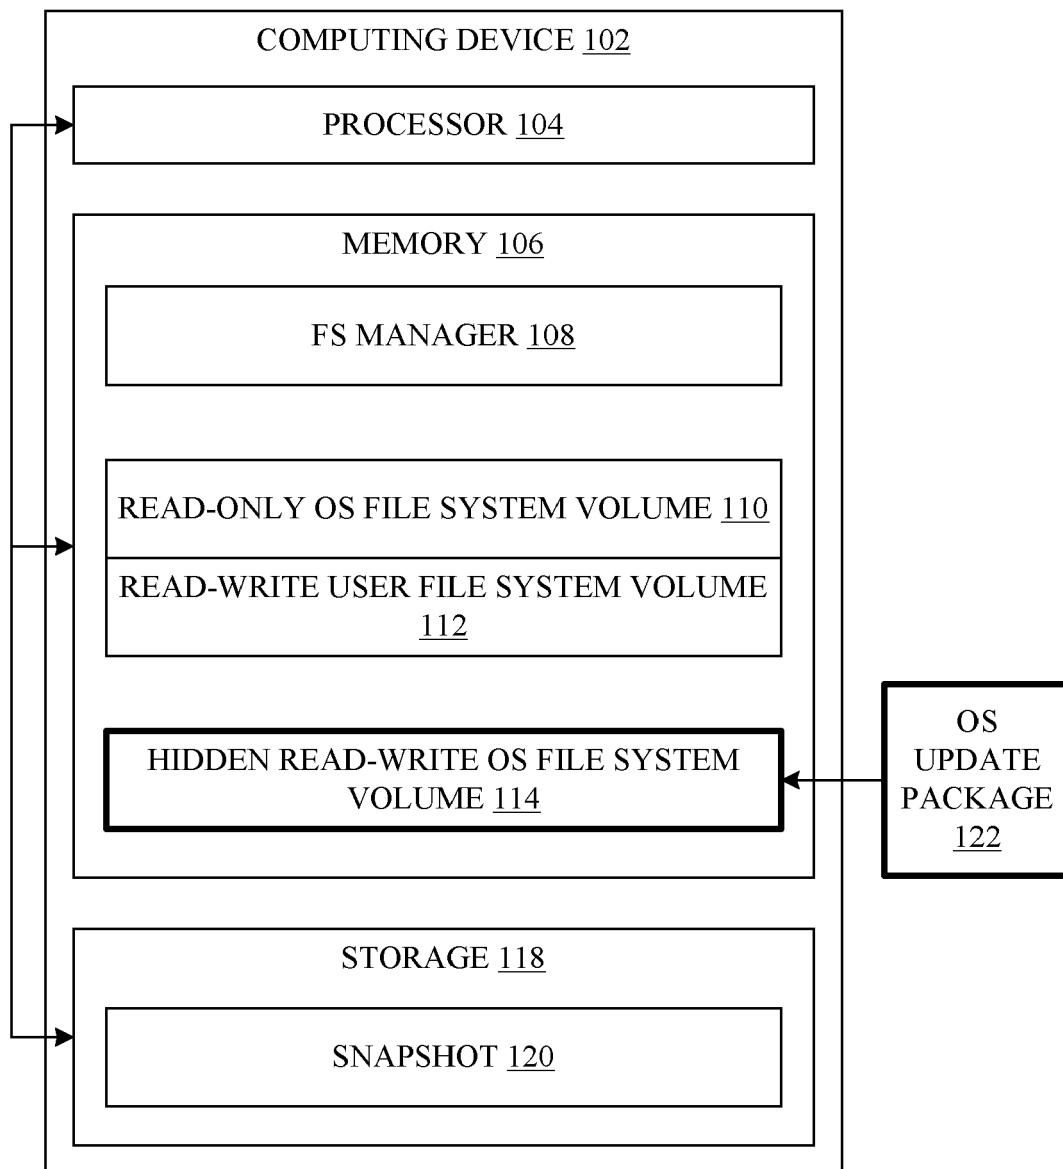 COMPUTING DEVICE 102
PROCESSOR 104
MEMORY 106
FS MANAGER 108
READ-ONLY OS FILE SYSTEM VOLUME 110
READ-WRITE USER FILE SYSTEM VOLUME
112
HIDDEN READ-WRITE OS FILE SYSTEM
VOLUME 114
OS
UPDATE
PACKAGE
122
STORAGE 118
SNAPSHOT 120